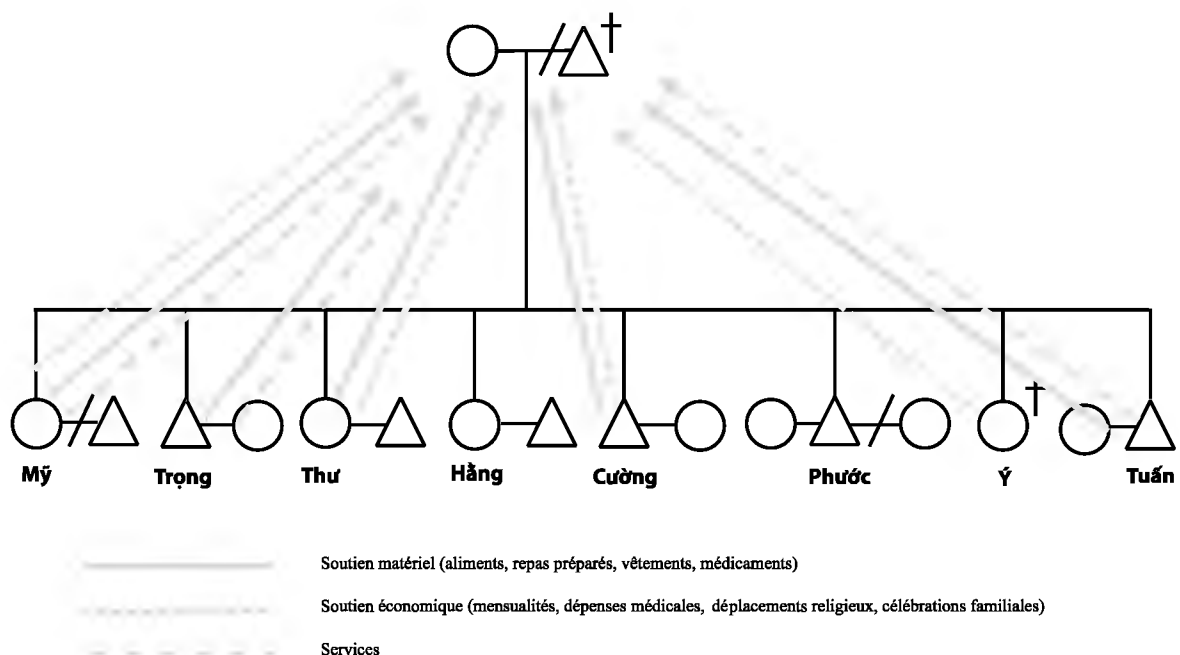 Mỹ Trọng Thư Hằng Cường Phước Ý Tuấn
Soutien matériel (aliments, repas préparés, vêtements, médicaments)
Soutien économique (mensualités, dépenses médicales, déplacements religieux, célébrations familiales)
Services